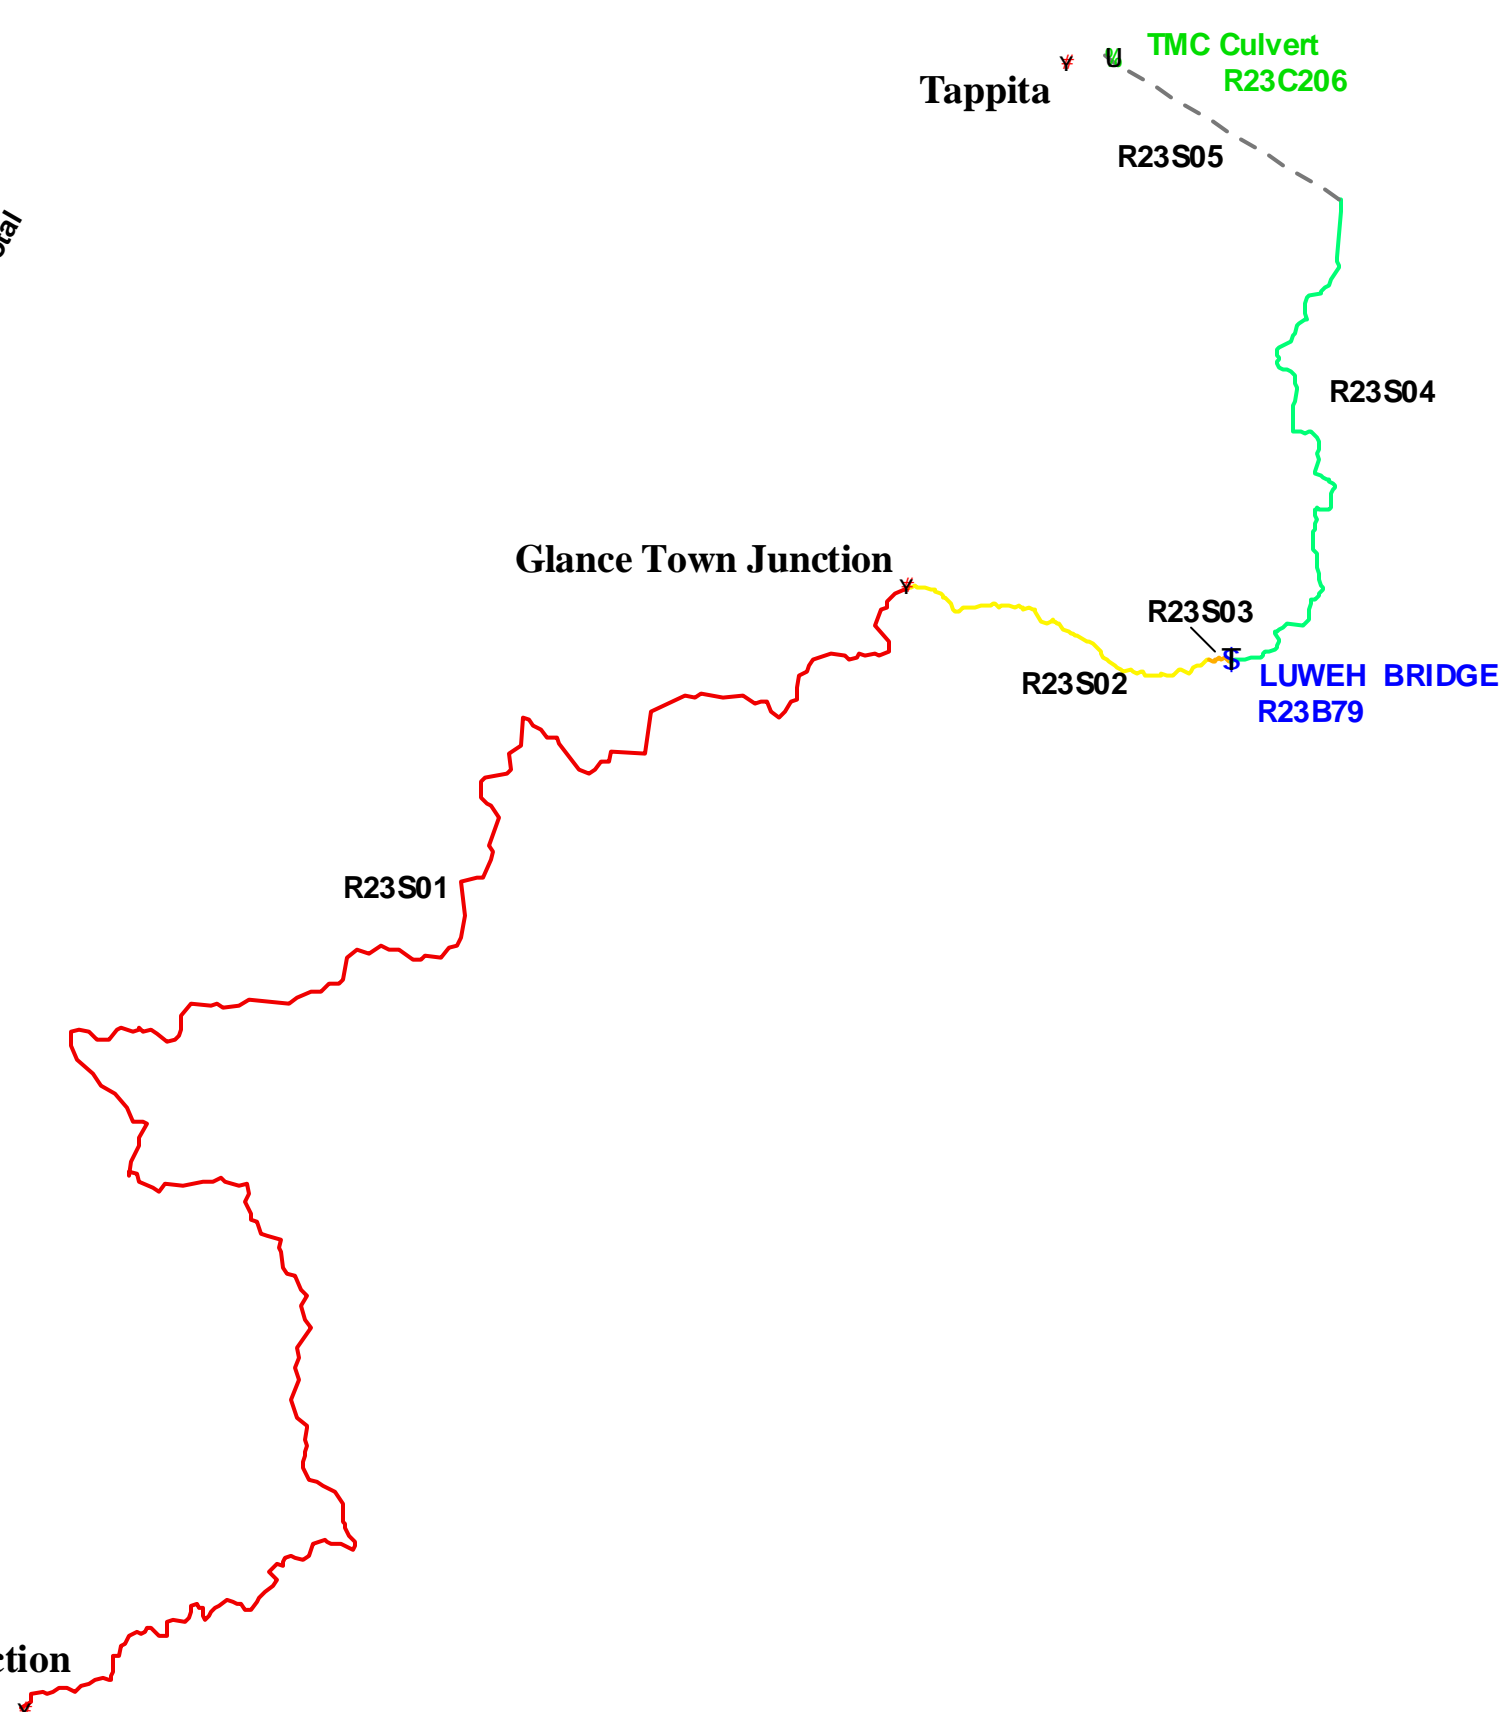 TMC Culvert
R23C206
Tappita
R23S05
R23S04
Glance Town Junction
R23S03
LUWEH BRIDGE
R23B79
R23S02
R23S01